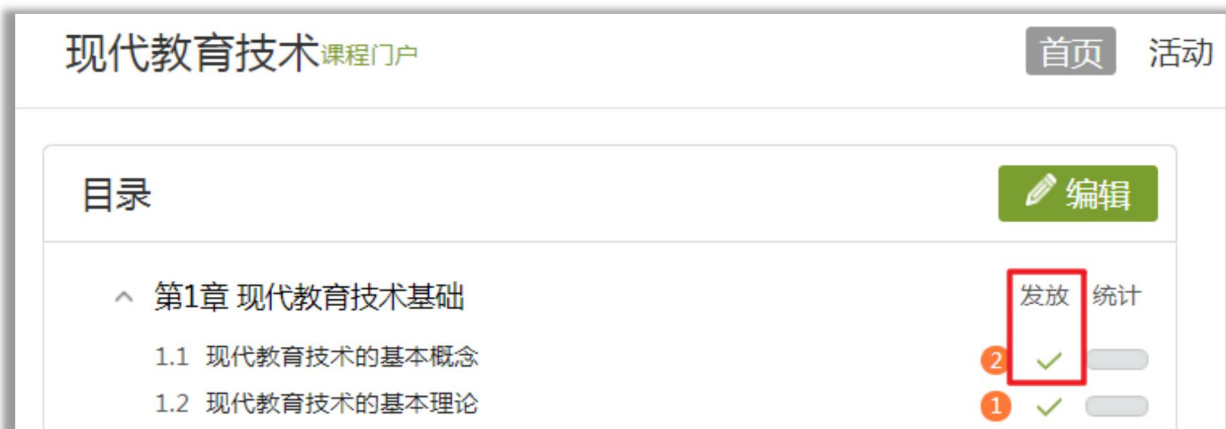 现代教育技术课程门户 首页 活动
目录 编辑
第1章 现代教育技术基础 发放 统计
1.1 现代教育技术的基本概念 2
1.2 现代教育技术的基本理论 1